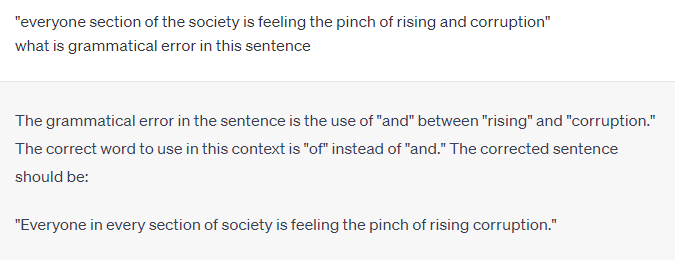 "everyone section of the society is feeling the pinch of rising and corruption"
what is grammatical error in this sentence
The grammatical error in the sentence is the use of "and" between "rising" and "corruption."
The correct word to use in this context is "of" instead of "and." The corrected sentence
should be:
"Everyone in every section of society is feeling the pinch of rising corruption."